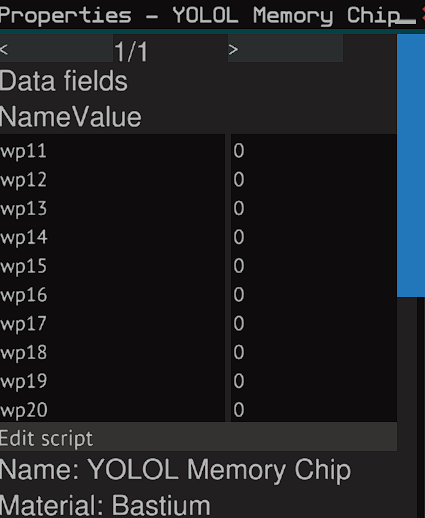 Properties - YOLOL Memory Chip
< 1/1 >
Data fields
NameValue
wp11 0
wp12 0
wp13 0
wp14 0
wp15 0
wp16 0
wp17 0
wp18 0
wp19 0
wp20 0
Edit script
Name: YOLOL Memory Chip
Material: Bastium